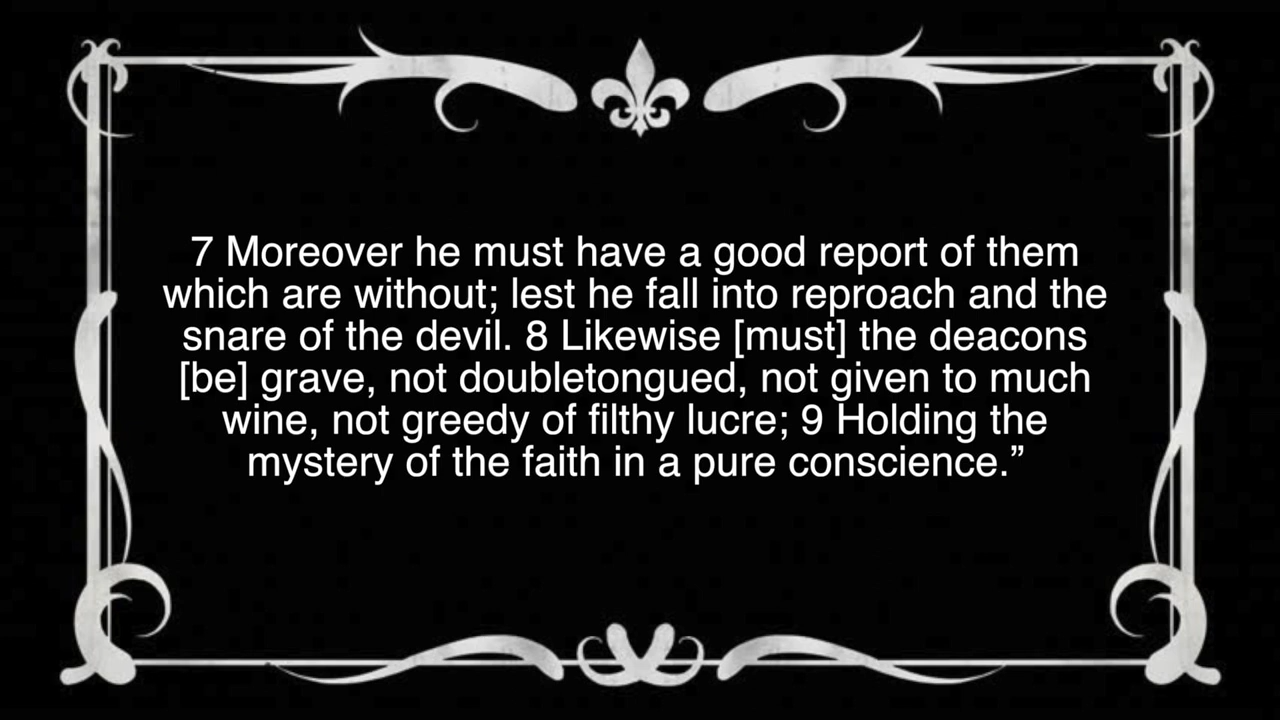 7 Moreover he must have a good report of them
which are without; lest he fall into reproach and the
snare of the devil. 8 Likewise [must] the deacons
[be] grave, not doubletongued, not given to much
wine, not greedy of filthy lucre; 9 Holding the
mystery of the faith in a pure conscience.”